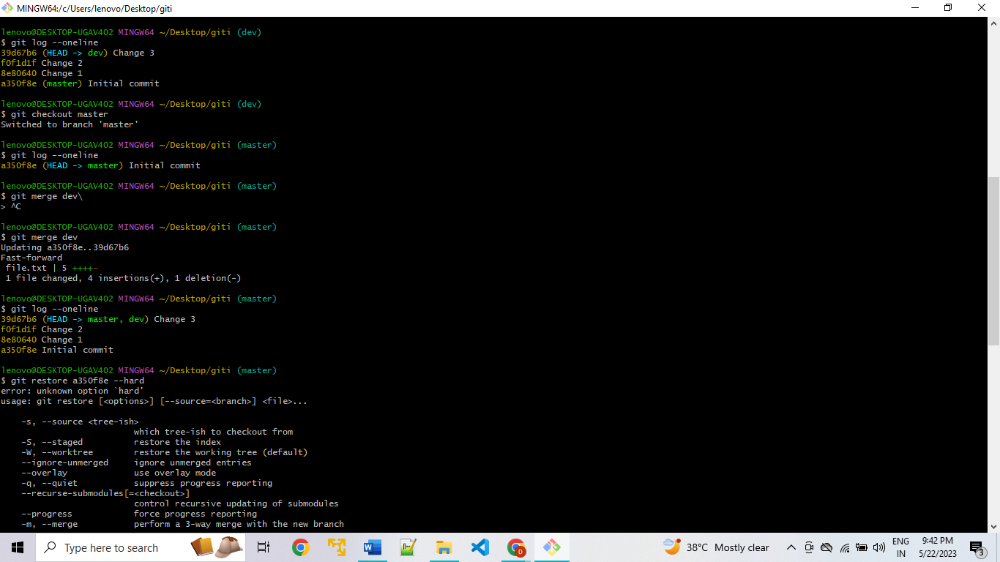 MINGW64:/c/Users/lenovo/Desktop/giti
lenovo@DESKTOP-UGAV4O2 MINGW64 ~/Desktop/giti (dev)
$ git log --oneline
39d67b6 (HEAD -> dev) Change 3
f0f1d1f Change 2
8e80640 Change 1
a350f8e (master) Initial commit
lenovo@DESKTOP-UGAV4O2 MINGW64 ~/Desktop/giti (dev)
$ git checkout master
Switched to branch 'master'
lenovo@DESKTOP-UGAV4O2 MINGW64 ~/Desktop/giti (master)
$ git log --oneline
a350f8e (HEAD -> master) Initial commit
lenovo@DESKTOP-UGAV4O2 MINGW64 ~/Desktop/giti (master)
$ git merge dev\
> ^C
lenovo@DESKTOP-UGAV4O2 MINGW64 ~/Desktop/giti (master)
$ git merge dev
Updating a350f8e..39d67b6
Fast-forward
 file.txt | 5 ++++-
 1 file changed, 4 insertions(+), 1 deletion(-)
lenovo@DESKTOP-UGAV4O2 MINGW64 ~/Desktop/giti (master)
$ git log --oneline
39d67b6 (HEAD -> master, dev) Change 3
f0f1d1f Change 2
8e80640 Change 1
a350f8e Initial commit
lenovo@DESKTOP-UGAV4O2 MINGW64 ~/Desktop/giti (master)
$ git restore a350f8e --hard
error: unknown option `hard'
usage: git restore [<options>] [--source=<branch>] <file>...
    -s, --source <tree-ish>
                          which tree-ish to checkout from
    -S, --staged          restore the index
    -W, --worktree        restore the working tree (default)
    --ignore-unmerged     ignore unmerged entries
    --overlay             use overlay mode
    -q, --quiet           suppress progress reporting
    --recurse-submodules[=<checkout>]
                          control recursive updating of submodules
    --progress            force progress reporting
    -m, --merge           perform a 3-way merge with the new branch
Type here to search
38°C Mostly clear
ENG
IN
9:42 PM
5/22/2023
3